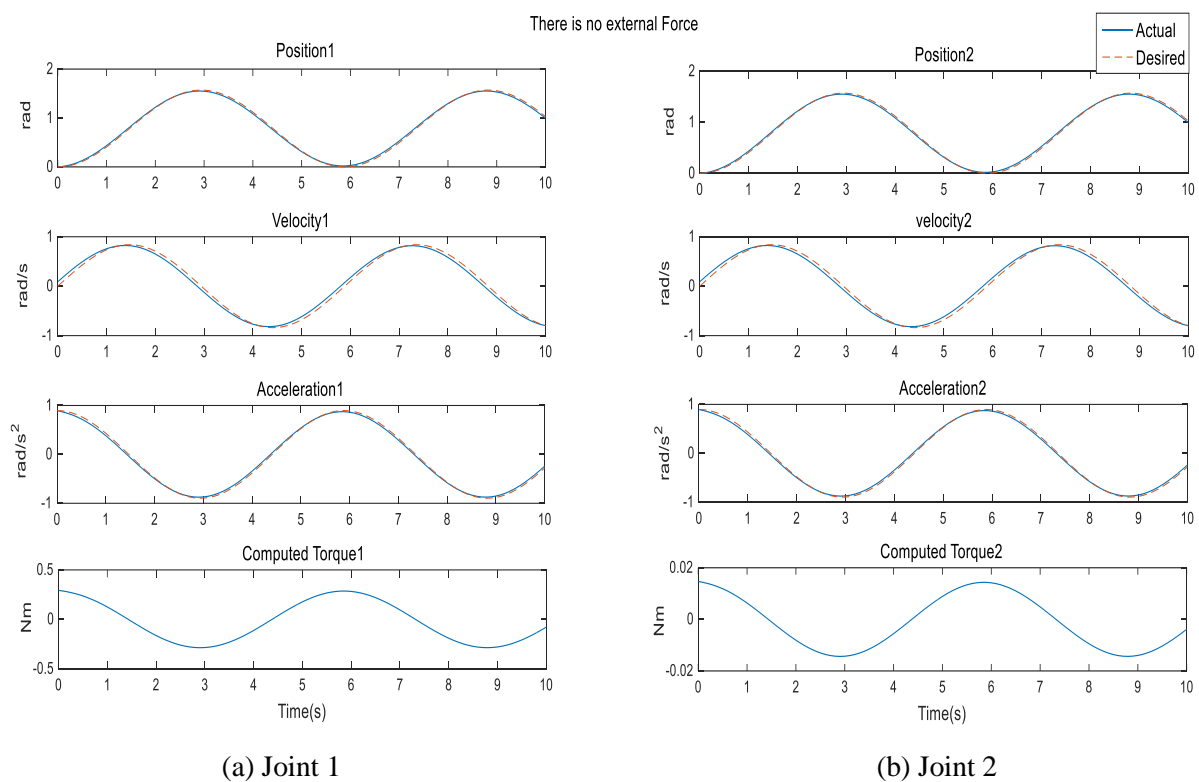 There is no external Force
Actual
Desired
Position1
2
1
0
rad
0 1 2 3 4 5 6 7 8 9 10
Velocity1
1
0
-1
rad/s
0 1 2 3 4 5 6 7 8 9 10
Acceleration1
1
0
-1
rad/s²
0 1 2 3 4 5 6 7 8 9 10
Computed Torque1
0.5
0
-0.5
Nm
0 1 2 3 4 5 6 7 8 9 10
Time(s)
(a) Joint 1
Position2
2
1
0
rad
0 1 2 3 4 5 6 7 8 9 10
velocity2
1
0
-1
rad/s
0 1 2 3 4 5 6 7 8 9 10
Acceleration2
1
0
-1
rad/s²
0 1 2 3 4 5 6 7 8 9 10
Computed Torque2
0.02
0
-0.02
Nm
0 1 2 3 4 5 6 7 8 9 10
Time(s)
(b) Joint 2